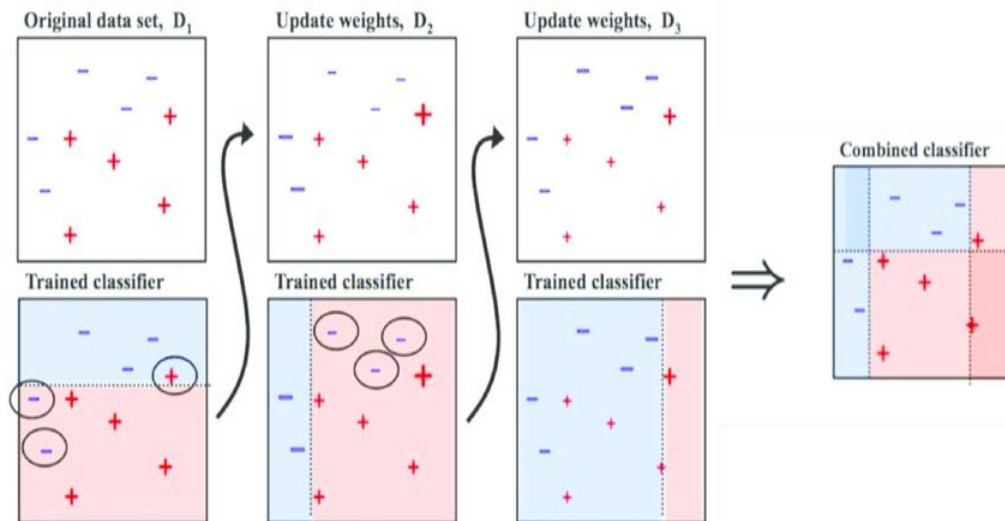 Original data set, D1
Update weights, D2
Update weights, D3
Combined classifier
Trained classifier
Trained classifier
Trained classifier